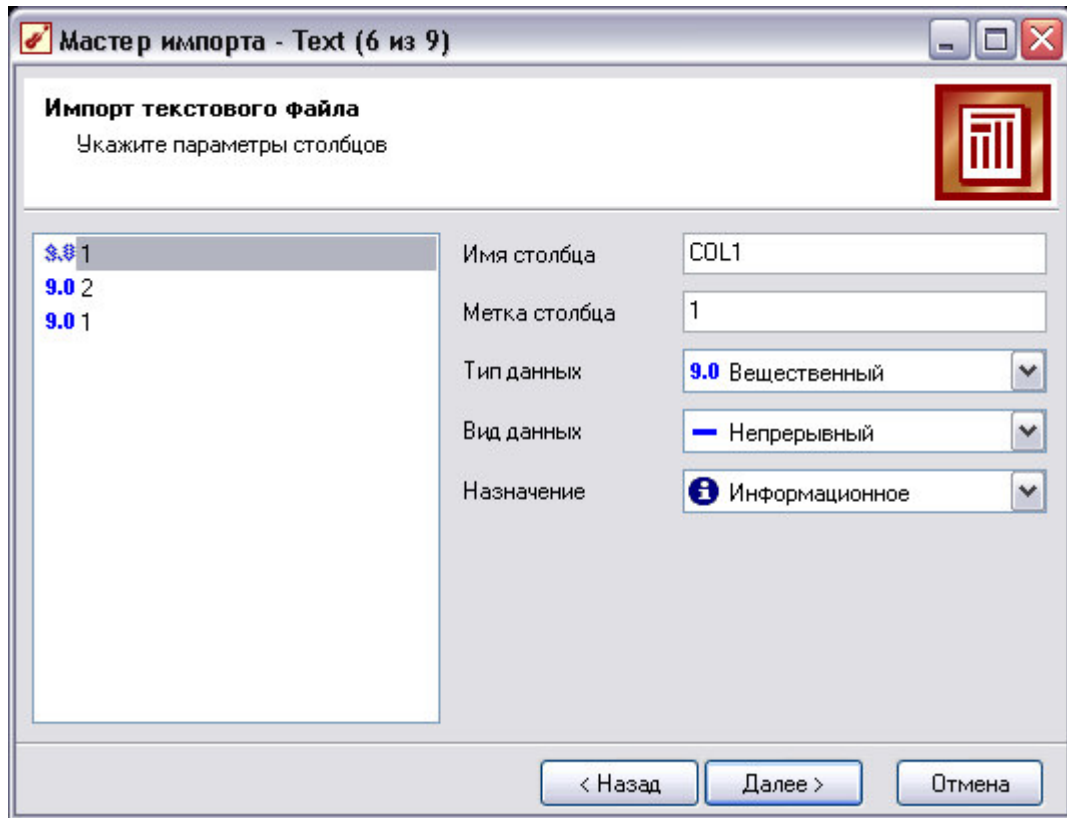 Мастер импорта - Text (6 из 9)
Импорт текстового файла
Укажите параметры столбцов
9.0 1
9.0 2
9.0 1
Имя столбца COL1
Метка столбца 1
Тип данных 9.0 Вещественный
Вид данных Непрерывный
Назначение Информационное
< Назад Далее > Отмена